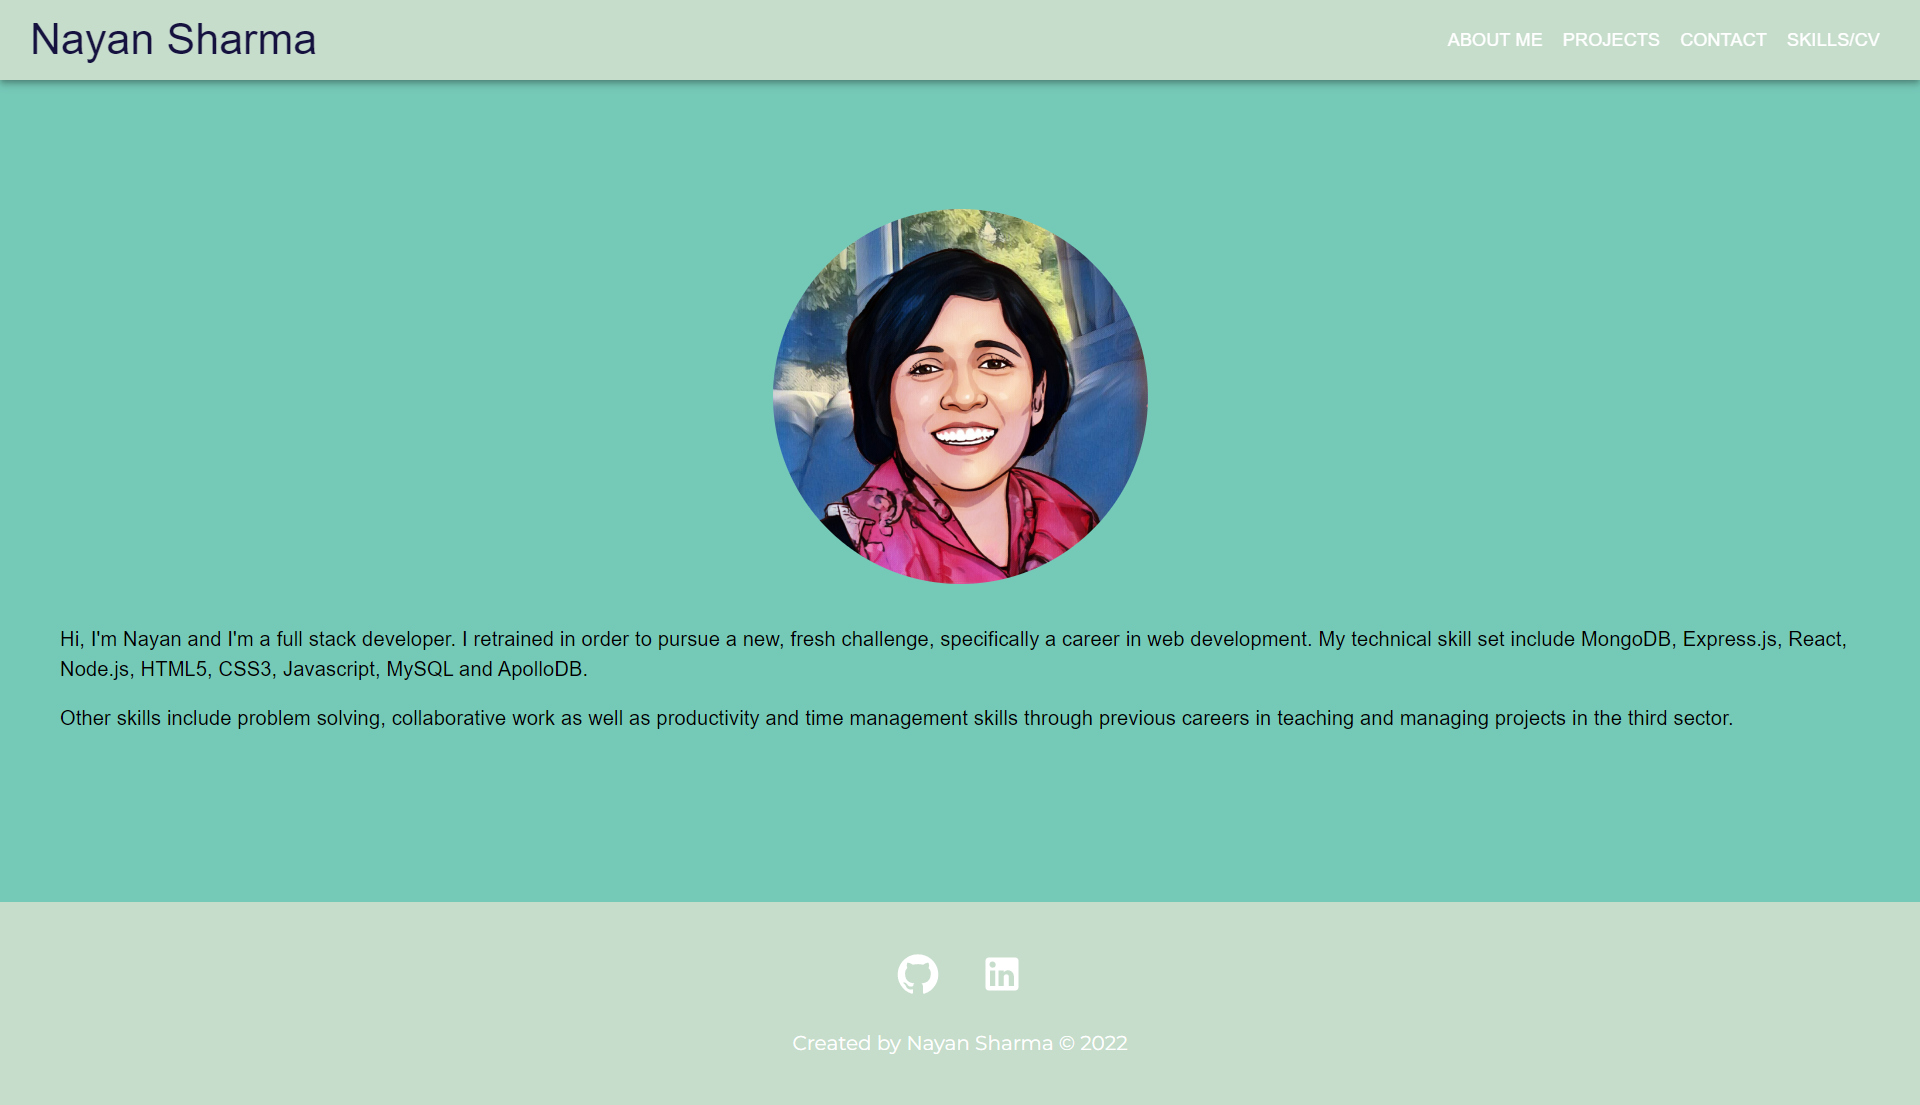 Nayan Sharma
ABOUT ME PROJECTS CONTACT SKILLS/CV
Hi, I'm Nayan and I'm a full stack developer. I retrained in order to pursue a new, fresh challenge, specifically a career in web development. My technical skill set include MongoDB, Express.js, React,
Node.js, HTML5, CSS3, Javascript, MySQL and ApolloDB.
Other skills include problem solving, collaborative work as well as productivity and time management skills through previous careers in teaching and managing projects in the third sector.
in
Created by Nayan Sharma © 2022